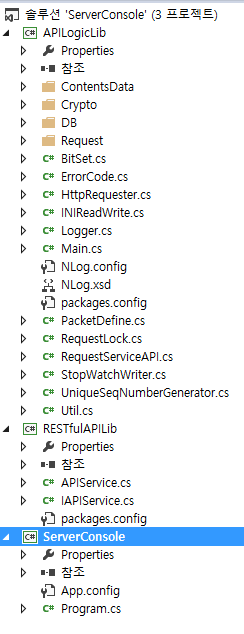 솔루션 'ServerConsole' (3 프로젝트)
C# APILogicLib
Properties
참조
ContentsData
Crypto
DB
Request
C# BitSet.cs
C# ErrorCode.cs
C# HttpRequester.cs
C# INIReadWrite.cs
C# Logger.cs
C# Main.cs
NLog.config
NLog.xsd
packages.config
C# PacketDefine.cs
C# RequestLock.cs
C# RequestServiceAPI.cs
C# StopWatchWriter.cs
C# UniqueSeqNumberGenerator.cs
C# Util.cs
C# RESTfulAPILib
Properties
참조
C# APIService.cs
C# IAPIService.cs
packages.config
C# ServerConsole
Properties
참조
App.config
C# Program.cs